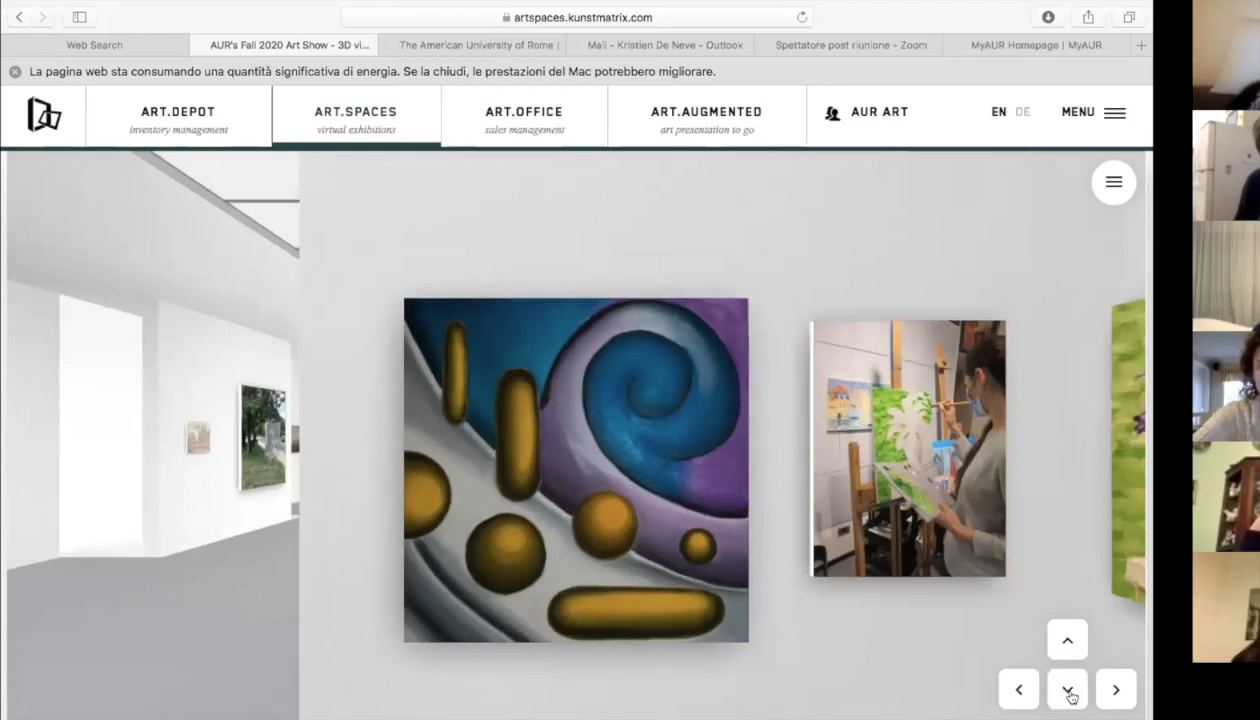 artspaces.kunstmatrix.com
Web Search
AUR's Fall 2020 Art Show - 3D vi...
The American University of Rome |
Mail - Kristien De Neve - Outlook
Spettatore post riunione - Zoom
MyAUR Homepage | MyAUR
La pagina web sta consumando una quantità significativa di energia. Se la chiudi, le prestazioni del Mac potrebbero migliorare.
ART.DEPOT
inventory management
ART.SPACES
virtual exhibitions
ART.OFFICE
sales management
ART.AUGMENTED
art presentation to go
AUR ART
EN DE
MENU